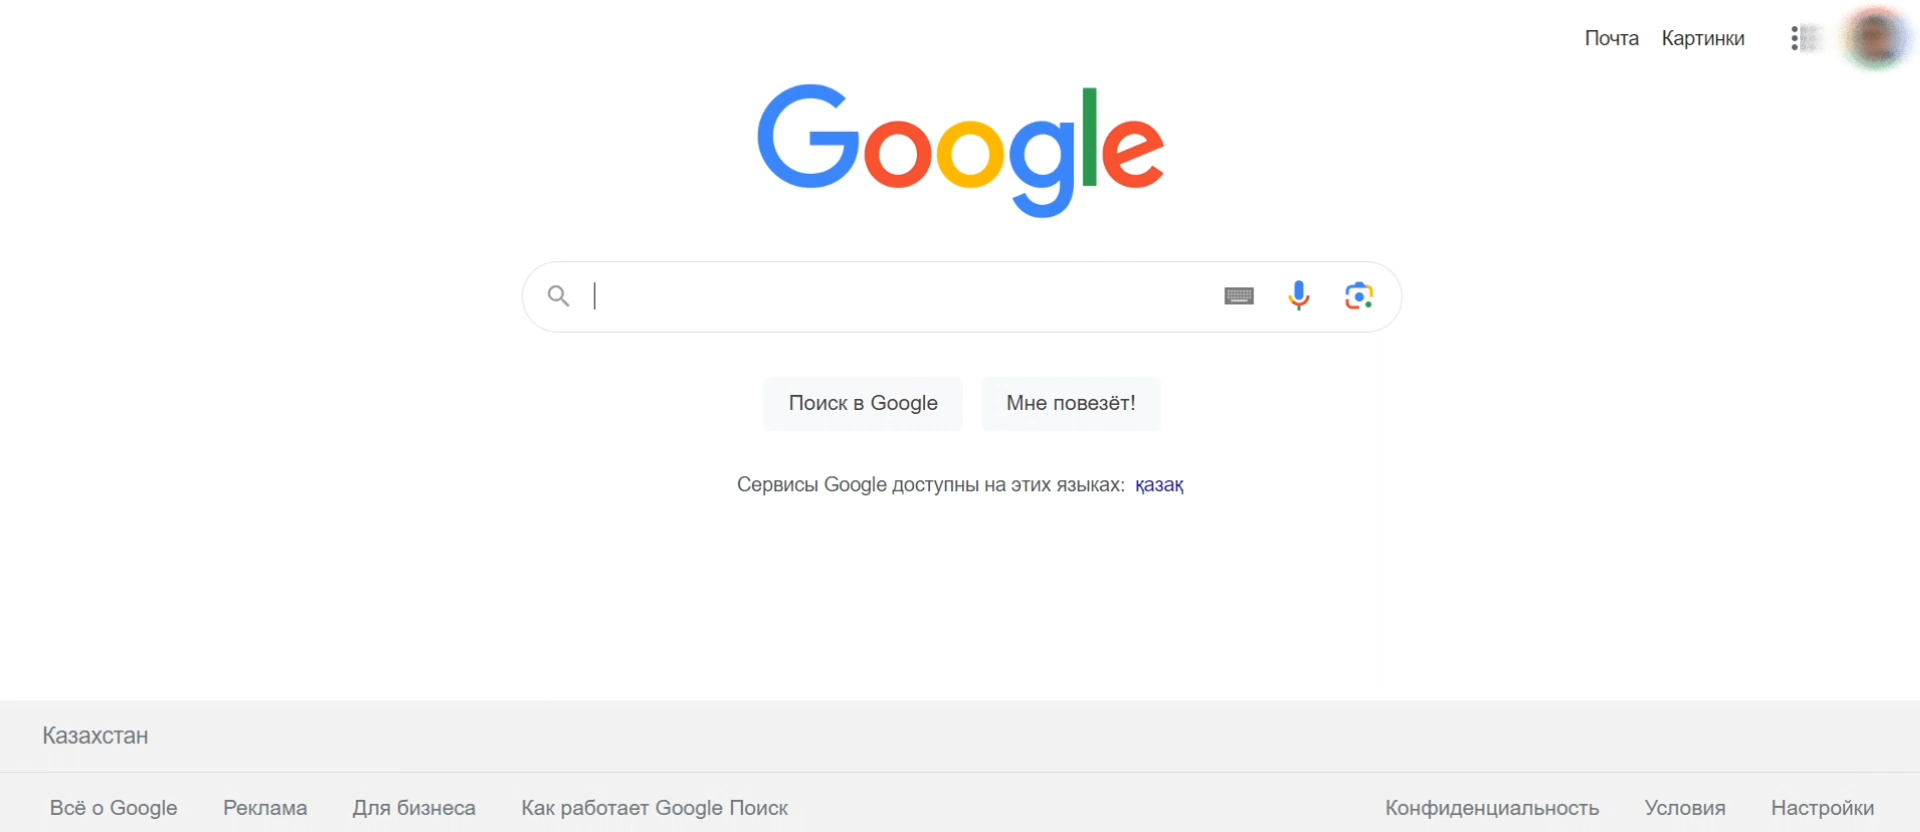 Почта Картинки
Google
Поиск в Google Мне повезёт!
Сервисы Google доступны на этих языках: қазақ
Казахстан
Всё о Google Реклама Для бизнеса Как работает Google Поиск Конфиденциальность Условия Настройки